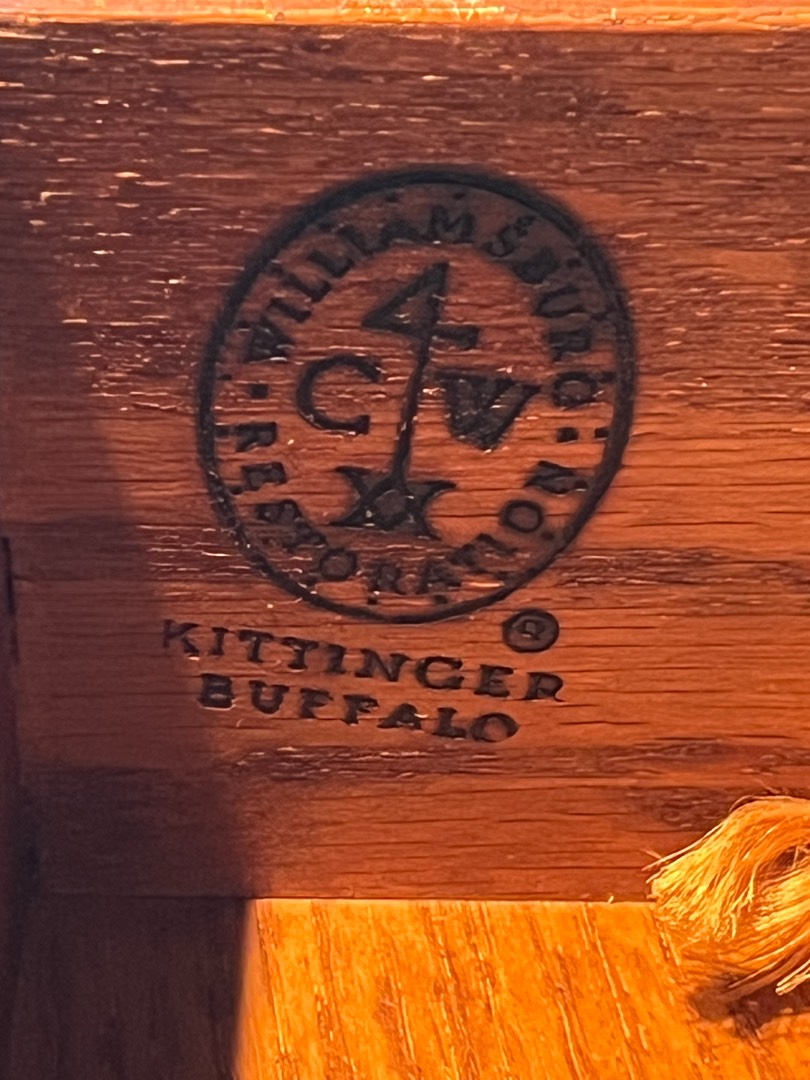 WILLIAMSBURG
C W
· RESTORATION ·
®
KITTINGER
BUFFALO